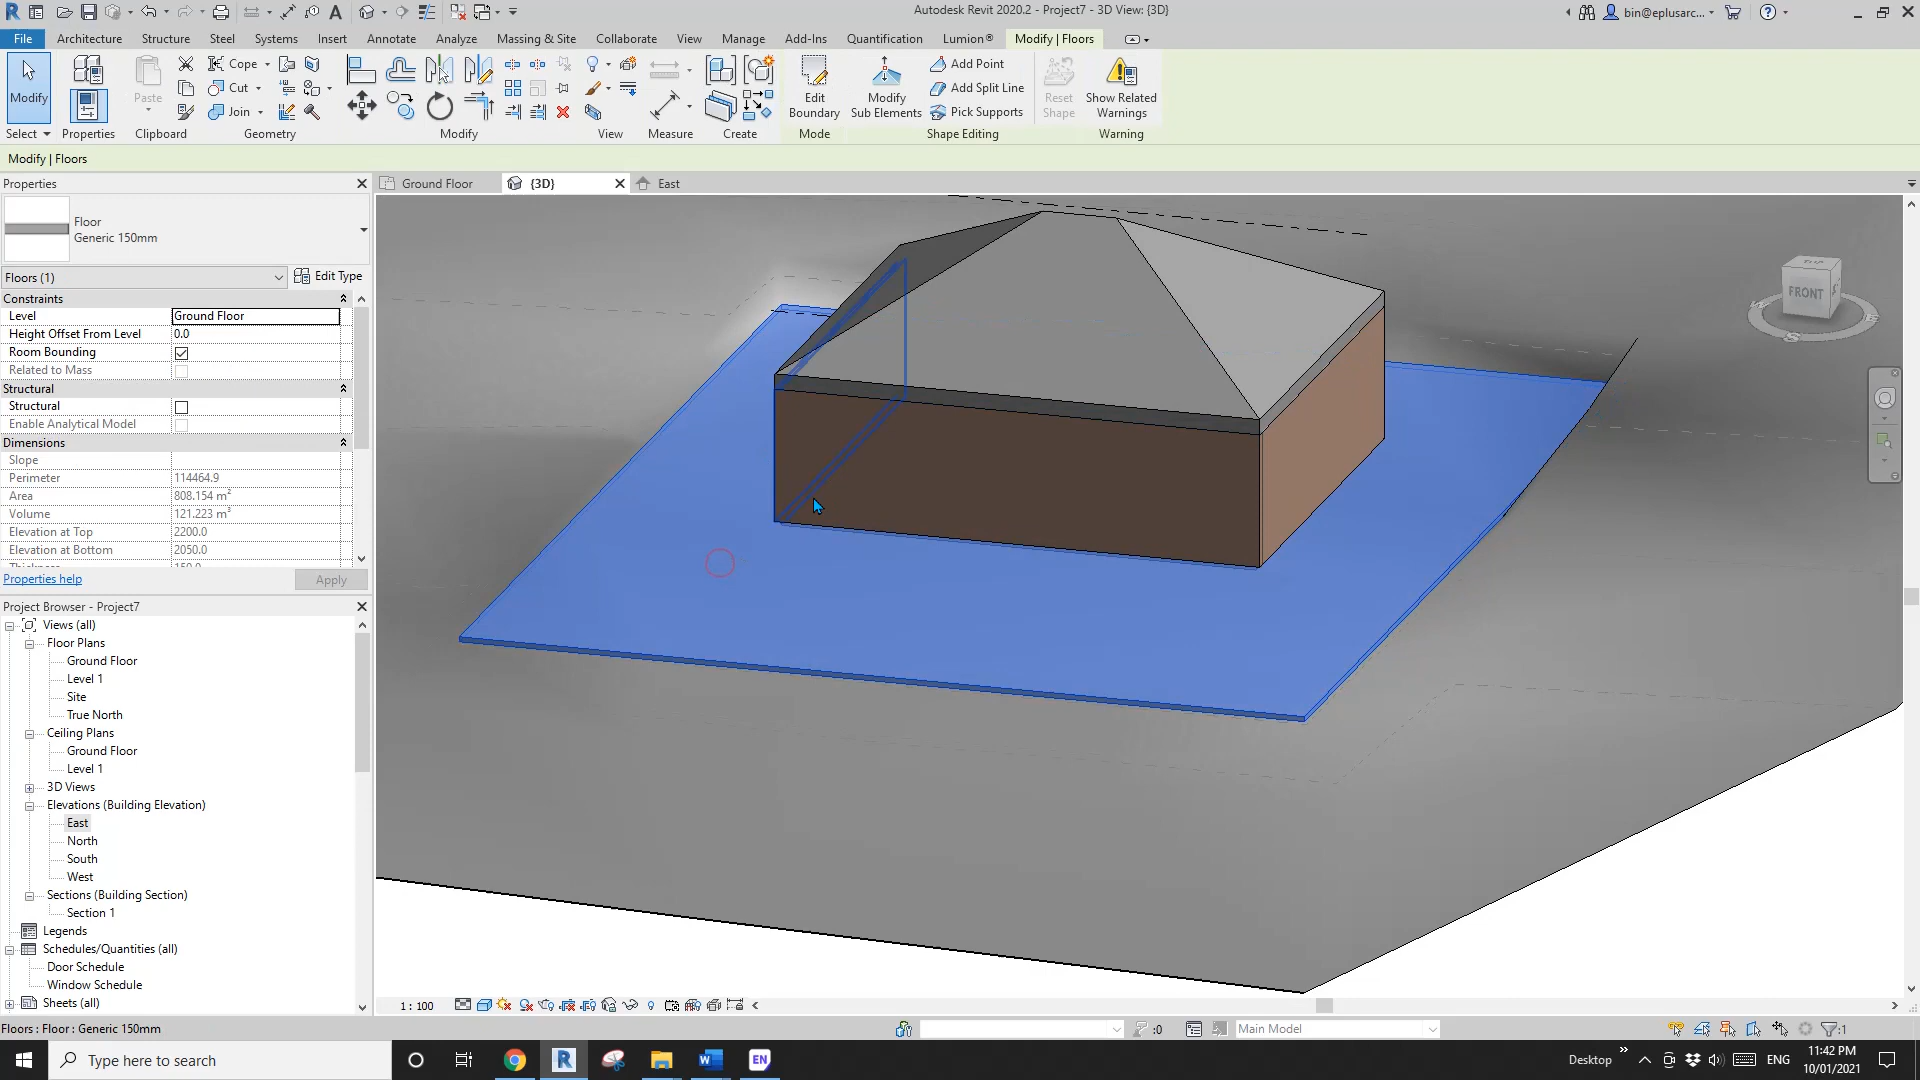 Autodesk Revit 2020.2 - Project7 - 3D View: {3D}
bin@eplusarc...
File Architecture Structure Steel Systems Insert Annotate Analyze Massing & Site Collaborate View Manage Add-Ins Quantification Lumion® Modify | Floors
Modify
Paste
Cope
Cut
Join
Edit
Boundary
Modify
Sub Elements
Add Point
Add Split Line
Pick Supports
Reset
Shape
Show Related
Warnings
Select Properties Clipboard Geometry Modify View Measure Create Mode Shape Editing Warning
Modify | Floors
Properties
Ground Floor {3D} East
Floor
Generic 150mm
Floors (1) Edit Type
Constraints
Level Ground Floor
Height Offset From Level 0.0
Room Bounding
Related to Mass
Structural
Structural
Enable Analytical Model
Dimensions
Slope
Perimeter 114464.9
Area 808.154 m²
Volume 121.223 m³
Elevation at Top 2200.0
Elevation at Bottom 2050.0
Properties help Apply
FRONT
Project Browser - Project7
Views (all)
Floor Plans
Ground Floor
Level 1
Site
True North
Ceiling Plans
Ground Floor
Level 1
3D Views
Elevations (Building Elevation)
East
North
South
West
Sections (Building Section)
Section 1
Legends
Schedules/Quantities (all)
Door Schedule
Window Schedule
Sheets (all)
1 : 100
Floors : Floor : Generic 150mm
:0
Main Model
:1
Type here to search
EN
Desktop
ENG
11:42 PM
10/01/2021